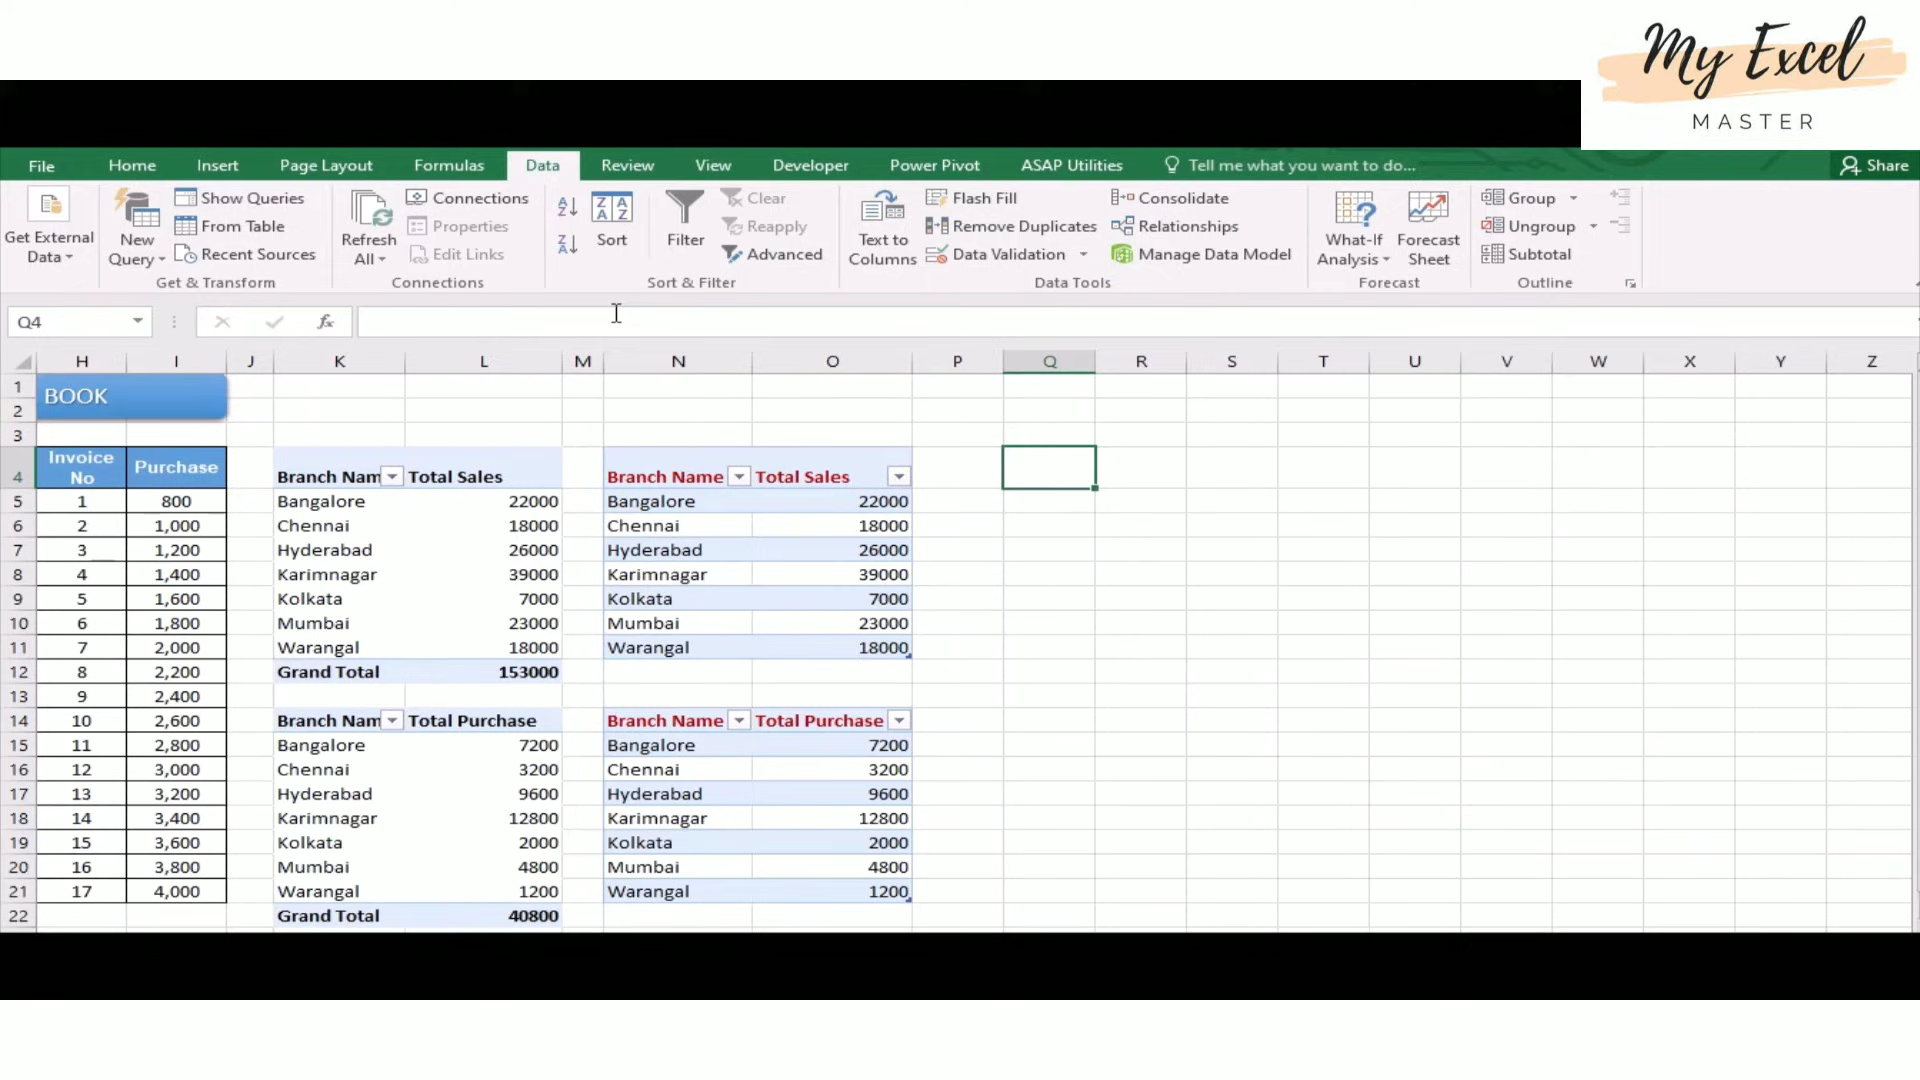 My Excel
MASTER
File Home Insert Page Layout Formulas Data Review View Developer Power Pivot ASAP Utilities Tell me what you want to do... Share
Get External Data
New Query
Show Queries
From Table
Recent Sources
Get & Transform
Refresh All
Connections
Properties
Edit Links
Connections
Sort
Filter
Clear
Reapply
Advanced
Sort & Filter
Text to Columns
Flash Fill
Remove Duplicates
Data Validation
Consolidate
Relationships
Manage Data Model
Data Tools
What-If Analysis
Forecast Sheet
Forecast
Group
Ungroup
Subtotal
Outline
Q4 fx
H I J K L M N O P Q R S T U V W X Y Z
1 BOOK
2
3
4 Invoice No Purchase Branch Nam Total Sales Branch Name Total Sales
5 1 800 Bangalore 22000 Bangalore 22000
6 2 1,000 Chennai 18000 Chennai 18000
7 3 1,200 Hyderabad 26000 Hyderabad 26000
8 4 1,400 Karimnagar 39000 Karimnagar 39000
9 5 1,600 Kolkata 7000 Kolkata 7000
10 6 1,800 Mumbai 23000 Mumbai 23000
11 7 2,000 Warangal 18000 Warangal 18000
12 8 2,200 Grand Total 153000
13 9 2,400
14 10 2,600 Branch Nam Total Purchase Branch Name Total Purchase
15 11 2,800 Bangalore 7200 Bangalore 7200
16 12 3,000 Chennai 3200 Chennai 3200
17 13 3,200 Hyderabad 9600 Hyderabad 9600
18 14 3,400 Karimnagar 12800 Karimnagar 12800
19 15 3,600 Kolkata 2000 Kolkata 2000
20 16 3,800 Mumbai 4800 Mumbai 4800
21 17 4,000 Warangal 1200 Warangal 1200
22 Grand Total 40800